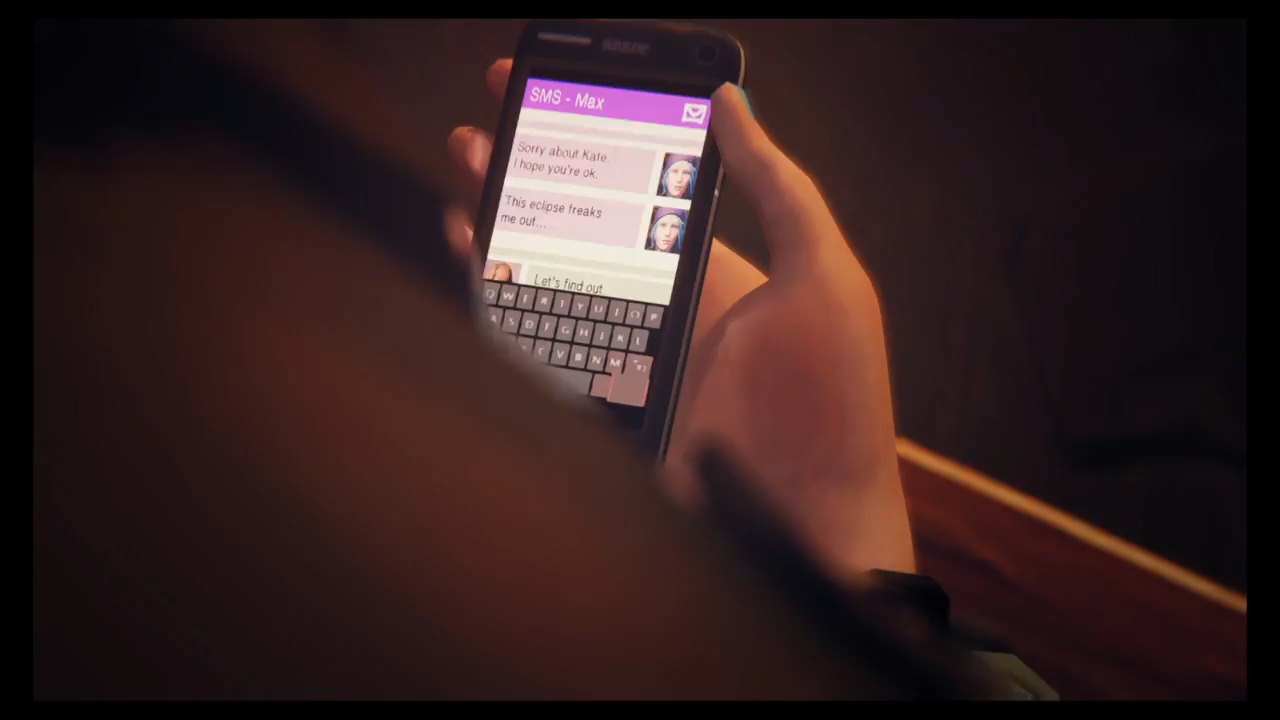 SMS - Max
Sorry about Kate.
I hope you're ok.
This eclipse freaks
me out...
Let's find out
Q W E R T Y U I O P
A S D F G H J K L
C V B N M